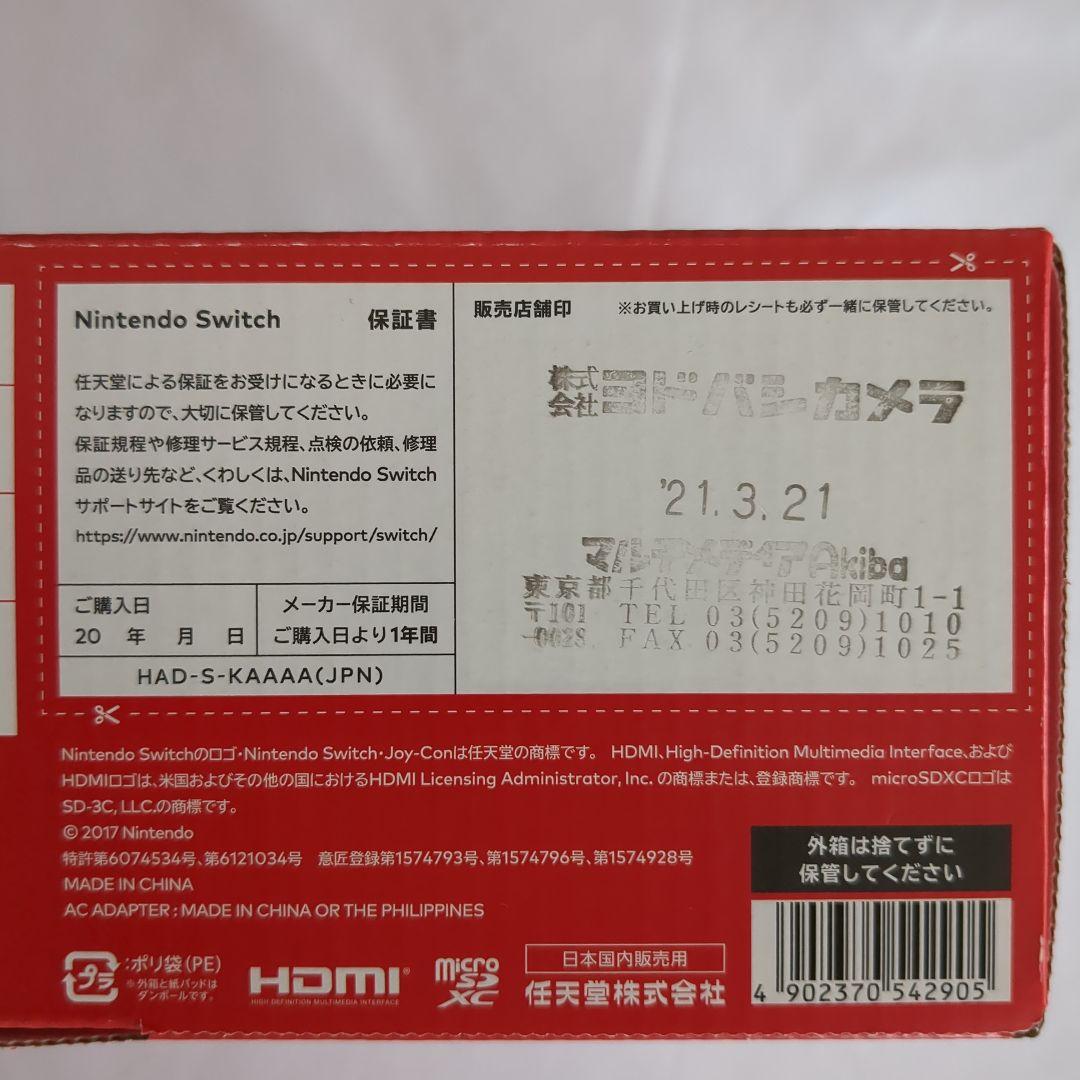 Nintendo Switch 保証書
任天堂による保証をお受けになるときに必要に
なりますので、大切に保管してください。
保証規程や修理サービス規程、点検の依頼、修理
品の送り先など、くわしくは、Nintendo Switch
サポートサイトをご覧ください。
https://www.nintendo.co.jp/support/switch/
ご購入日
20 年 月 日
メーカー保証期間
ご購入日より1年間
HAD-S-KAAAA(JPN)
販売店舗印 ※お買い上げ時のレシートも必ず一緒に保管してください。
株式会社ヨドバシカメラ
'21.3.21
マルチメディアAkiba
東京都千代田区神田花岡町1-1
〒101 TEL 03(5209)1010
-0028 FAX 03(5209)1025
Nintendo Switchのロゴ・Nintendo Switch・Joy-Conは任天堂の商標です。 HDMI、High-Definition Multimedia Interface、および
HDMIロゴは、米国およびその他の国におけるHDMI Licensing Administrator, Inc. の商標または、登録商標です。 microSDXCロゴは
SD-3C, LLC.の商標です。
© 2017 Nintendo
特許第6074534号、第6121034号 意匠登録第1574793号、第1574796号、第1574928号
MADE IN CHINA
AC ADAPTER : MADE IN CHINA OR THE PHILIPPINES
外箱は捨てずに
保管してください
プラ
:ポリ袋(PE)
※外箱と紙パッドは
ダンボールです。
HDMI®
HIGH DEFINITION MULTIMEDIA INTERFACE
micro
SD
XC
日本国内販売用
任天堂株式会社
4 902370 542905